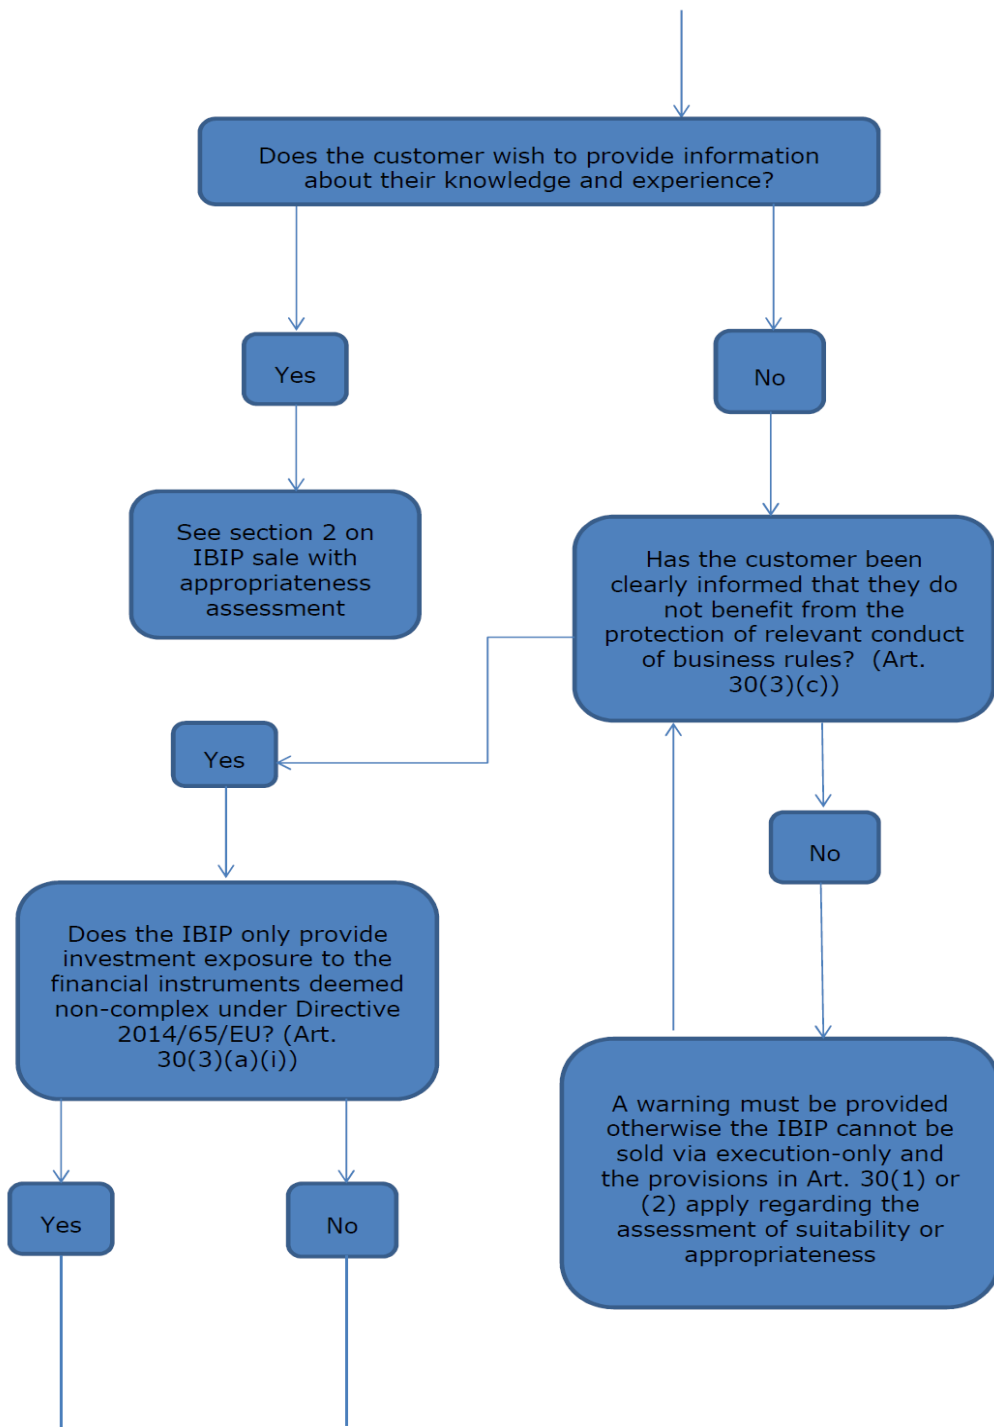 Does the customer wish to provide information
about their knowledge and experience?
Yes
No
See section 2 on
IBIP sale with
appropriateness
assessment
Has the customer been
clearly informed that they do
not benefit from the
protection of relevant conduct
of business rules?  (Art.
30(3)(c))
Yes
No
Does the IBIP only provide
investment exposure to the
financial instruments deemed
non-complex under Directive
2014/65/EU? (Art.
30(3)(a)(i))
A warning must be provided
otherwise the IBIP cannot be
sold via execution-only and
the provisions in Art. 30(1) or
(2) apply regarding the
assessment of suitability or
appropriateness
Yes
No